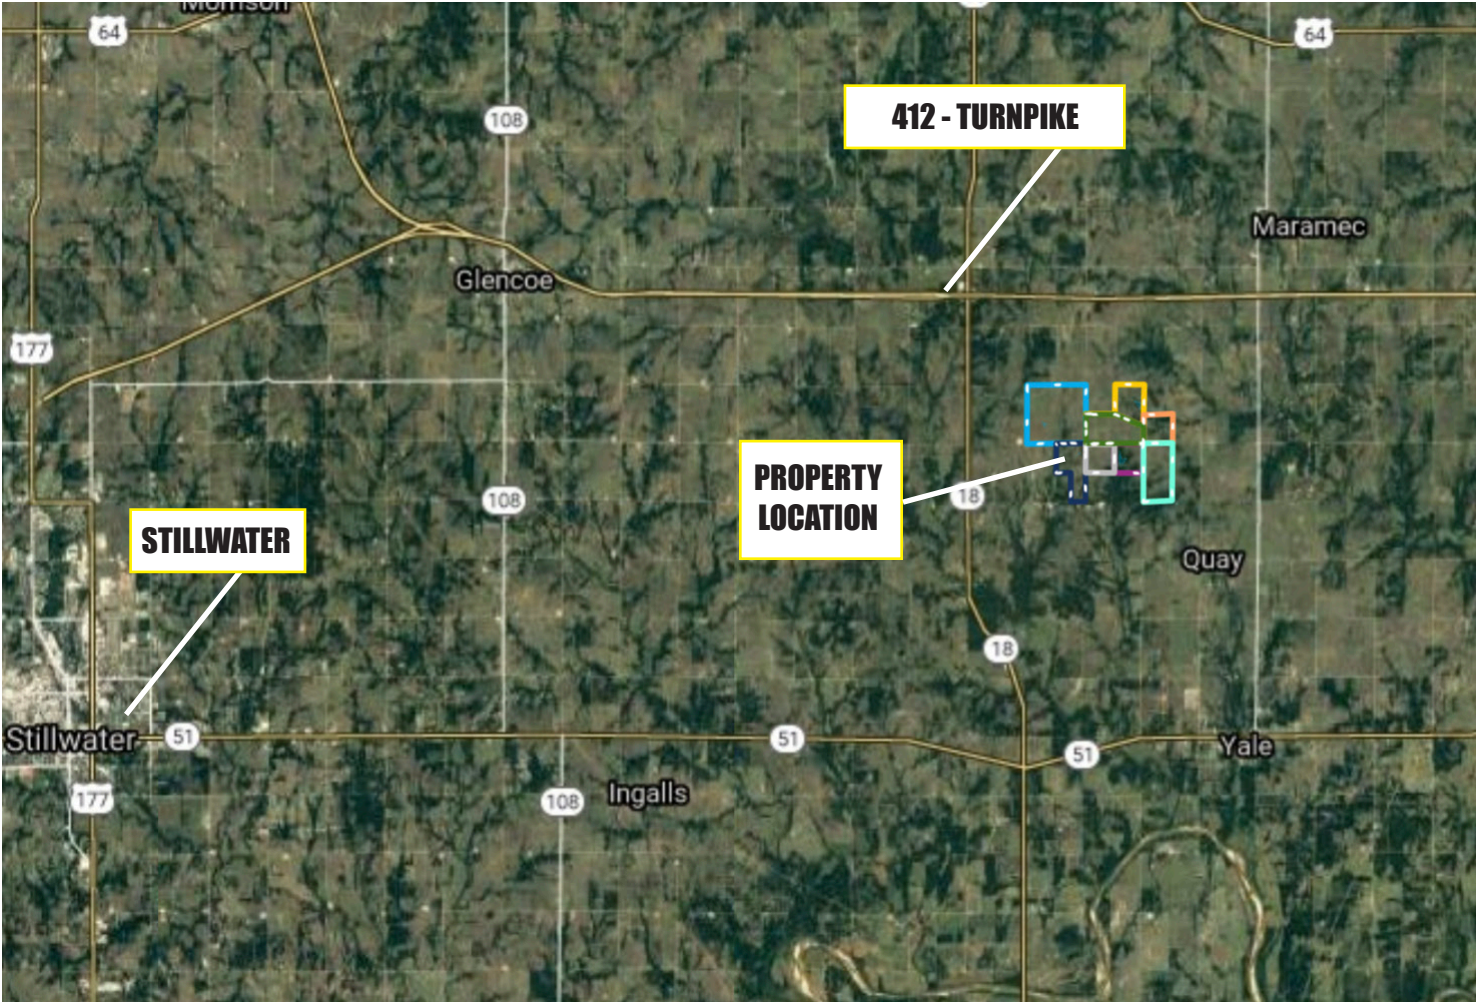 Morrison
64
64
108
412 - TURNPIKE
Maramec
Glencoe
177
PROPERTY
LOCATION
18
108
STILLWATER
Quay
18
Stillwater
51
51
51
Yale
177
108
Ingalls